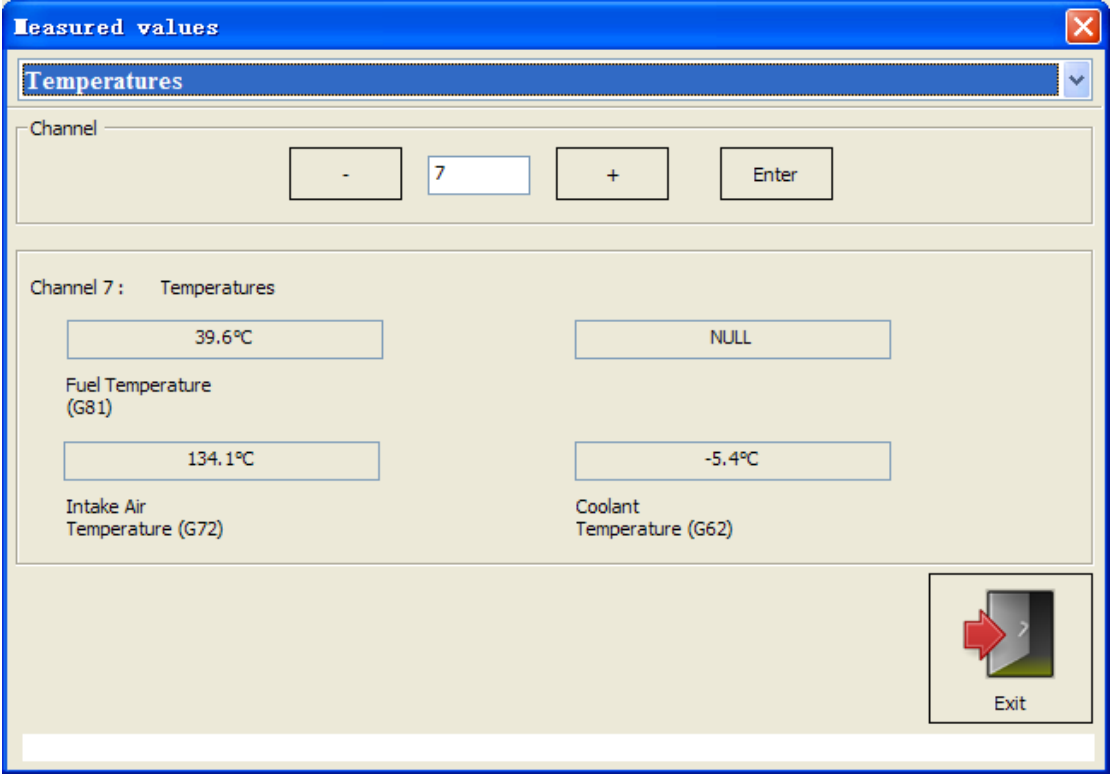 Measured values
Temperatures
Channel
- 7 + Enter
Channel 7 : Temperatures
39.6°C NULL
Fuel Temperature
(G81)
134.1°C -5.4°C
Intake Air Coolant
Temperature (G72) Temperature (G62)
Exit